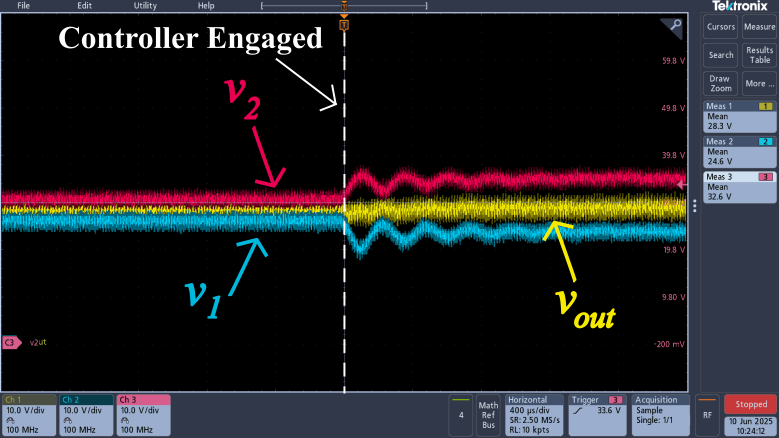 File Edit Utility Help
Tektronix
Controller Engaged
T
T
v2
v1
vout
59.8 V
49.8 V
39.8 V
19.8 V
9.80 V
-200 mV
C3 v2ut
Cursors Measure
Search Results
Table
Draw
Zoom More ...
Meas 1 1
Mean
28.3 V
Meas 2 2
Mean
24.6 V
Meas 3 3
Mean
32.6 V
Ch 1
10.0 V/div
100 MHz
Ch 2
10.0 V/div
100 MHz
Ch 3
10.0 V/div
100 MHz
4
Math
Ref
Bus
Horizontal
400 µs/div
SR: 2.50 MS/s
RL: 10 kpts
Trigger 3
33.6 V
Acquisition
Sample
Single: 1/1
RF
Stopped
10 Jun 2025
10:24:12